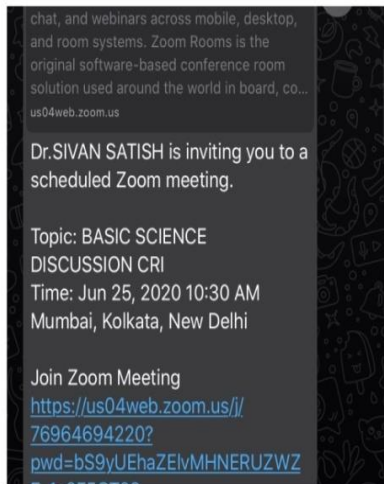 chat, and webinars across mobile, desktop,
and room systems. Zoom Rooms is the
original software-based conference room
solution used around the world in board, co...
us04web.zoom.us
Dr.SIVAN SATISH is inviting you to a
scheduled Zoom meeting.
Topic: BASIC SCIENCE
DISCUSSION CRI
Time: Jun 25, 2020 10:30 AM
Mumbai, Kolkata, New Delhi
Join Zoom Meeting
https://us04web.zoom.us/j/
76964694220?
pwd=bS9yUEhaZElvMHNERUZWZ